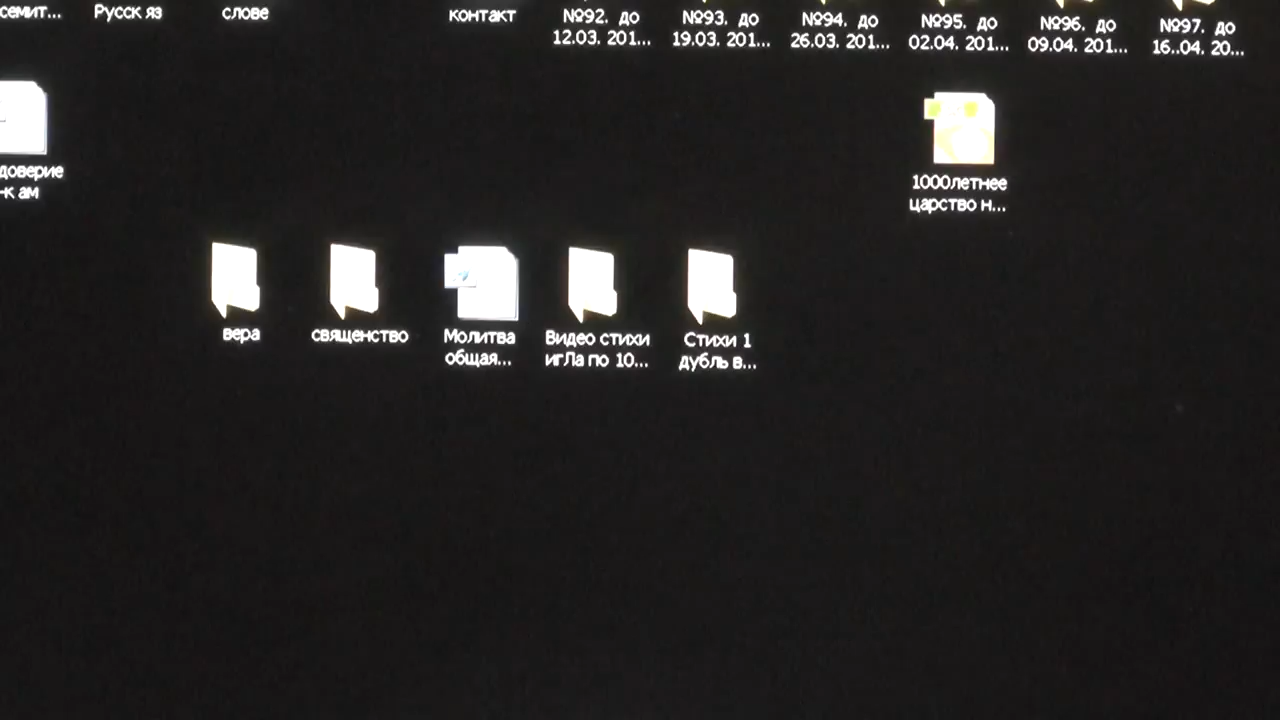 семит...
Русск яз
слове
контакт
№92. до
12.03. 201...
№93. до
19.03. 201...
№94. до
26.03. 201...
№95. до
02.04. 201...
№96. до
09.04. 201...
№97. до
16..04. 20...
доверие
-к ам
1000летнее
царство н...
вера
священство
Молитва
общая...
Видео стихи
игЛа по 10...
Стихи 1
дубль в...